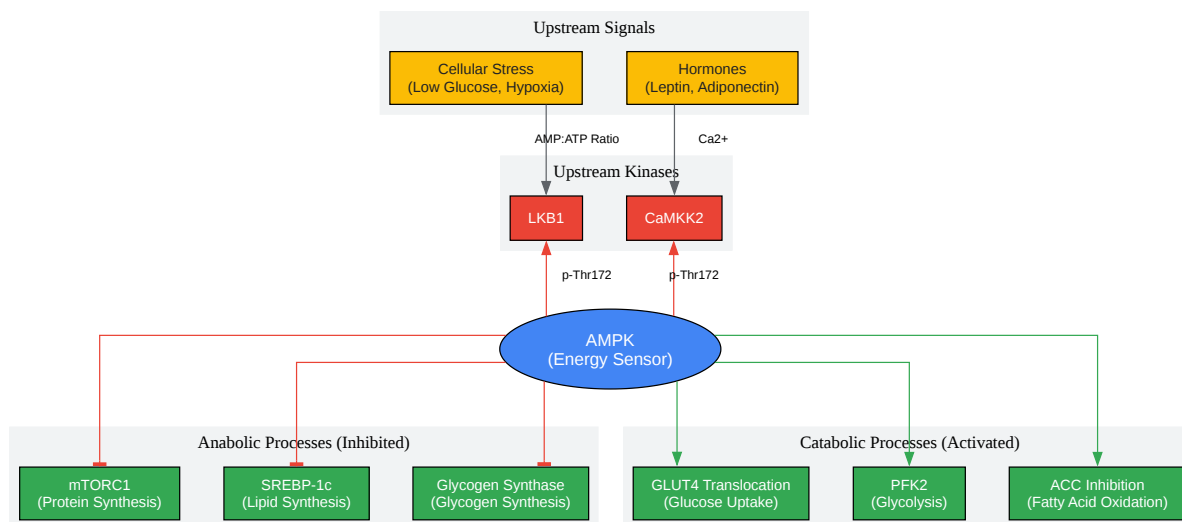 Upstream Signals
Cellular Stress
(Low Glucose, Hypoxia)
Hormones
(Leptin, Adiponectin)
AMP:ATP Ratio
Ca2+
Upstream Kinases
LKB1
CaMKK2
p-Thr172
p-Thr172
AMPK
(Energy Sensor)
Anabolic Processes (Inhibited)
mTORC1
(Protein Synthesis)
SREBP-1c
(Lipid Synthesis)
Glycogen Synthase
(Glycogen Synthesis)
Catabolic Processes (Activated)
GLUT4 Translocation
(Glucose Uptake)
PFK2
(Glycolysis)
ACC Inhibition
(Fatty Acid Oxidation)